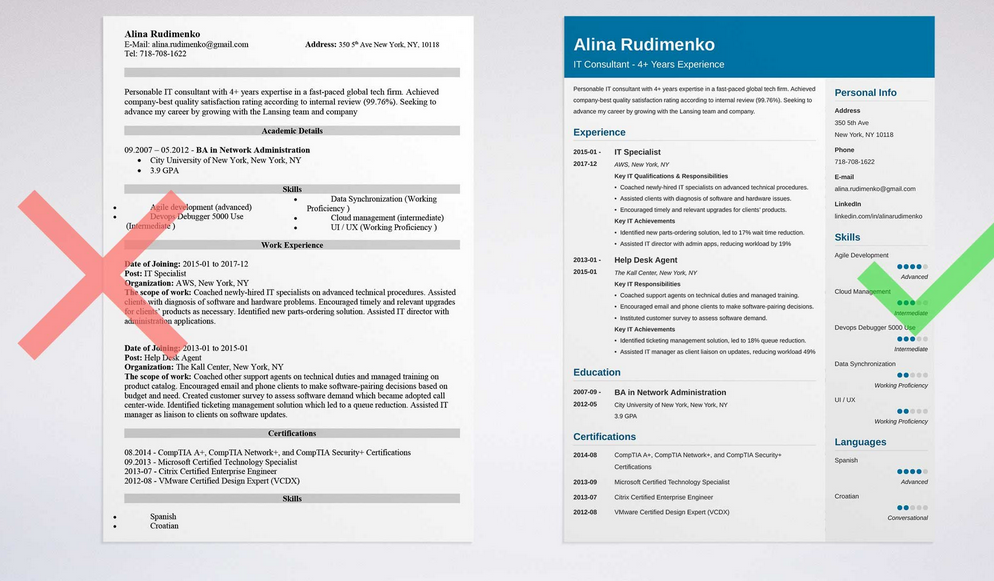 Alina Rudimenko
E-Mail: alina.rudimenko@gmail.com
Address: 350 5th Ave New York, NY, 10118
Tel: 718-708-1622
Personable IT consultant with 4+ years expertise in a fast-paced global tech firm. Achieved
company-best quality satisfaction rating according to internal review (99.76%). Seeking to
advance my career by growing with the Lansing team and company
Academic Details
09.2007 – 05.2012 - BA in Network Administration
• City University of New York, New York, NY
• 3.9 GPA
Skills
• Agile development (advanced)
• Devops Debugger 5000 Use
(Intermediate )
• Data Synchronization (Working
Proficiency )
• Cloud management (intermediate)
• UI / UX (Working Proficiency )
Work Experience
Date of Joining: 2015-01 to 2017-12
Post: IT Specialist
Organization: AWS, New York, NY
The scope of work: Coached newly-hired IT specialists on advanced technical procedures. Assisted
clients with diagnosis of software and hardware problems. Encouraged timely and relevant upgrades
for clients’ products as necessary. Identified new parts-ordering solution. Assisted IT director with
administration applications.
Date of Joining: 2013-01 to 2015-01
Post: Help Desk Agent
Organization: The Kall Center, New York, NY
The scope of work: Coached other support agents on technical duties and managed training on
product catalog. Encouraged email and phone clients to make software-pairing decisions based on
budget and need. Created customer survey to assess software demand which became adopted call
center-wide. Identified ticketing management solution which led to a queue reduction. Assisted IT
manager as liaison to clients on software updates.
Certifications
08.2014 - CompTIA A+, CompTIA Network+, and CompTIA Security+ Certifications
09.2013 - Microsoft Certified Technology Specialist
2013-07 - Citrix Certified Enterprise Engineer
2012-08 - VMware Certified Design Expert (VCDX)
Skills
• Spanish
• Croatian
Alina Rudimenko
IT Consultant - 4+ Years Experience
Personable IT consultant with 4+ years expertise in a fast-paced global tech firm. Achieved
company-best quality satisfaction rating according to internal review (99.76%). Seeking to
advance my career by growing with the Lansing team and company.
Experience
2015-01 - IT Specialist
2017-12 AWS, New York, NY
Key IT Qualifications & Responsibilities
• Coached newly-hired IT specialists on advanced technical procedures.
• Assisted clients with diagnosis of software and hardware issues.
• Encouraged timely and relevant upgrades for clients’ products.
Key IT Achievements
• Identified new parts-ordering solution, led to 17% wait time reduction.
• Assisted IT director with admin apps, reducing workload by 19%
2013-01 - Help Desk Agent
2015-01 The Kall Center, New York, NY
Key IT Responsibilities
• Coached support agents on technical duties and managed training.
• Encouraged email and phone clients to make software-pairing decisions.
• Instituted customer survey to assess software demand.
Key IT Achievements
• Identified ticketing management solution, led to 18% queue reduction.
• Assisted IT manager as client liaison on updates, reducing workload 49%
Education
2007-09 - BA in Network Administration
2012-05 City University of New York, New York, NY
3.9 GPA
Certifications
2014-08 CompTIA A+, CompTIA Network+, and CompTIA Security+
Certifications
2013-09 Microsoft Certified Technology Specialist
2013-07 Citrix Certified Enterprise Engineer
2012-08 VMware Certified Design Expert (VCDX)
Personal Info
Address
350 5th Ave
New York, NY 10118
Phone
718-708-1622
E-mail
alina.rudimenko@gmail.com
LinkedIn
linkedin.com/in/alinarudimenko
Skills
Agile Development
Advanced
Cloud Management
Intermediate
Devops Debugger 5000 Use
Intermediate
Data Synchronization
Working Proficiency
UI / UX
Working Proficiency
Languages
Spanish
Advanced
Croatian
Conversational